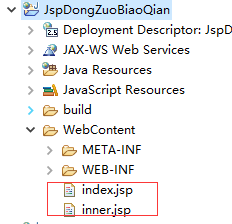 JspDongZuoBiaoQian
Deployment Descriptor: JspD
JAX-WS Web Services
Java Resources
JavaScript Resources
build
WebContent
META-INF
WEB-INF
index.jsp
inner.jsp